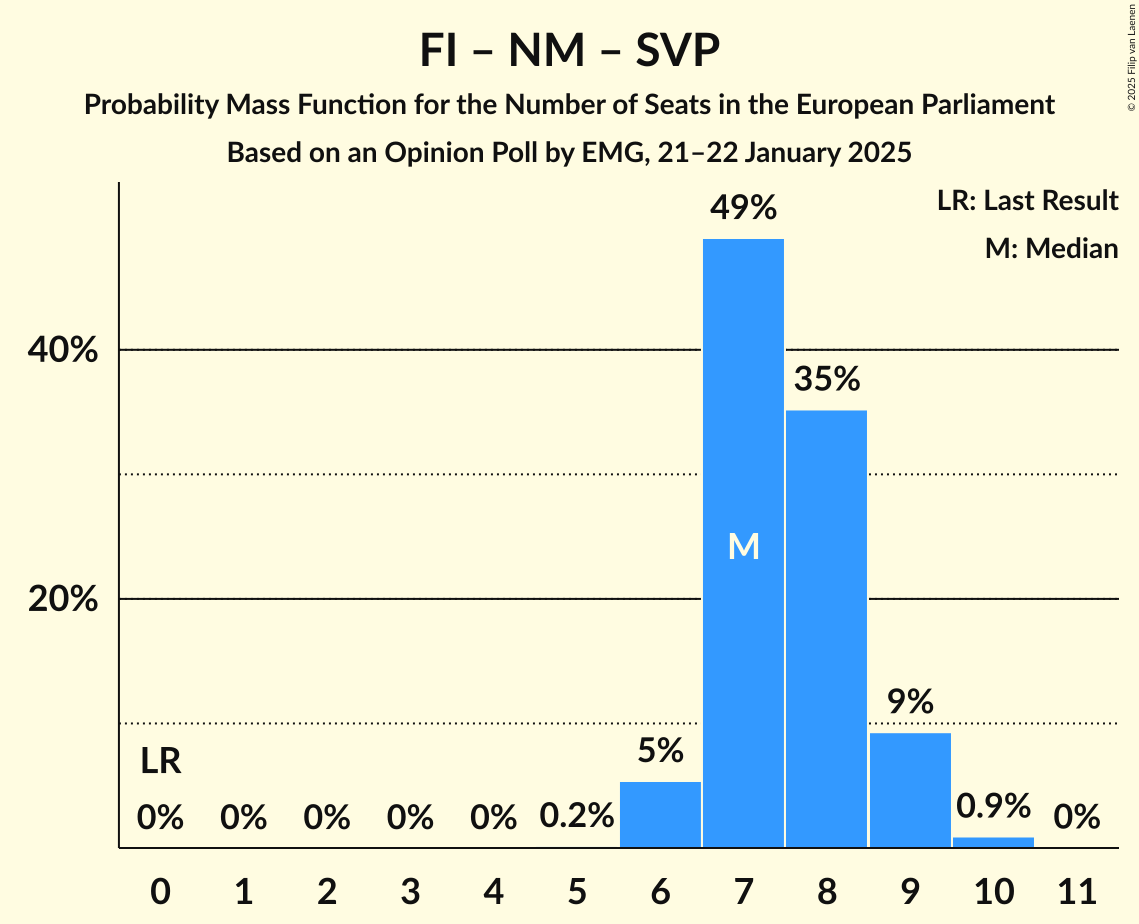 FI – NM – SVP
Probability Mass Function for the Number of Seats in the European Parliament
Based on an Opinion Poll by EMG, 21–22 January 2025
© 2025 Filip van Laenen
LR: Last Result
M: Median
49%
40%
35%
M
20%
9%
5%
LR
0% 0% 0% 0% 0% 0.2% 0.9% 0%
0 1 2 3 4 5 6 7 8 9 10 11